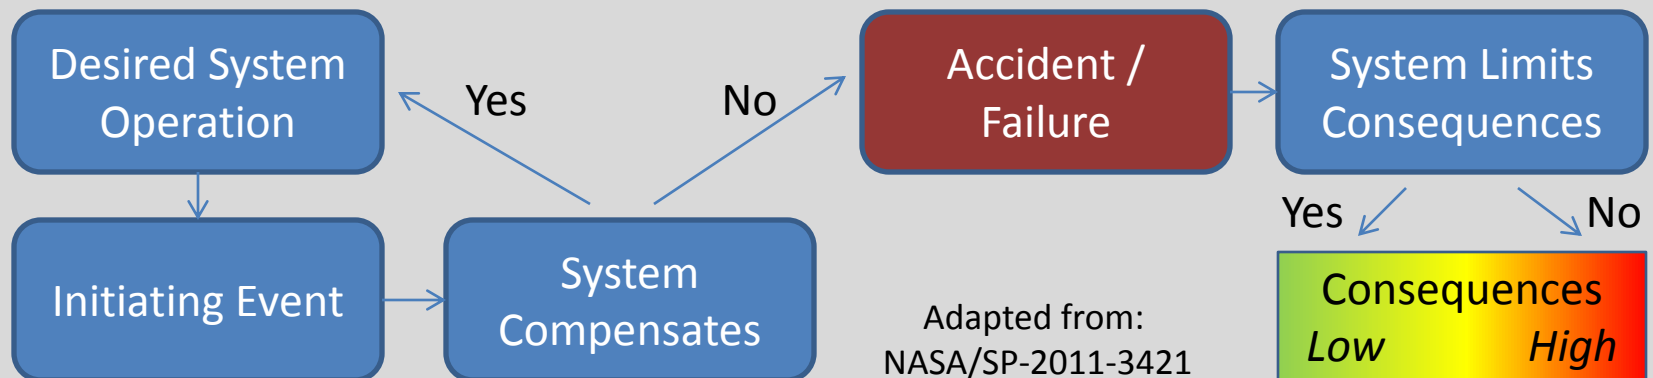 Desired System
Operation
Yes
No
Accident /
Failure
System Limits
Consequences
Yes
No
Initiating Event
System
Compensates
Adapted from:
NASA/SP-2011-3421
Consequences
Low High